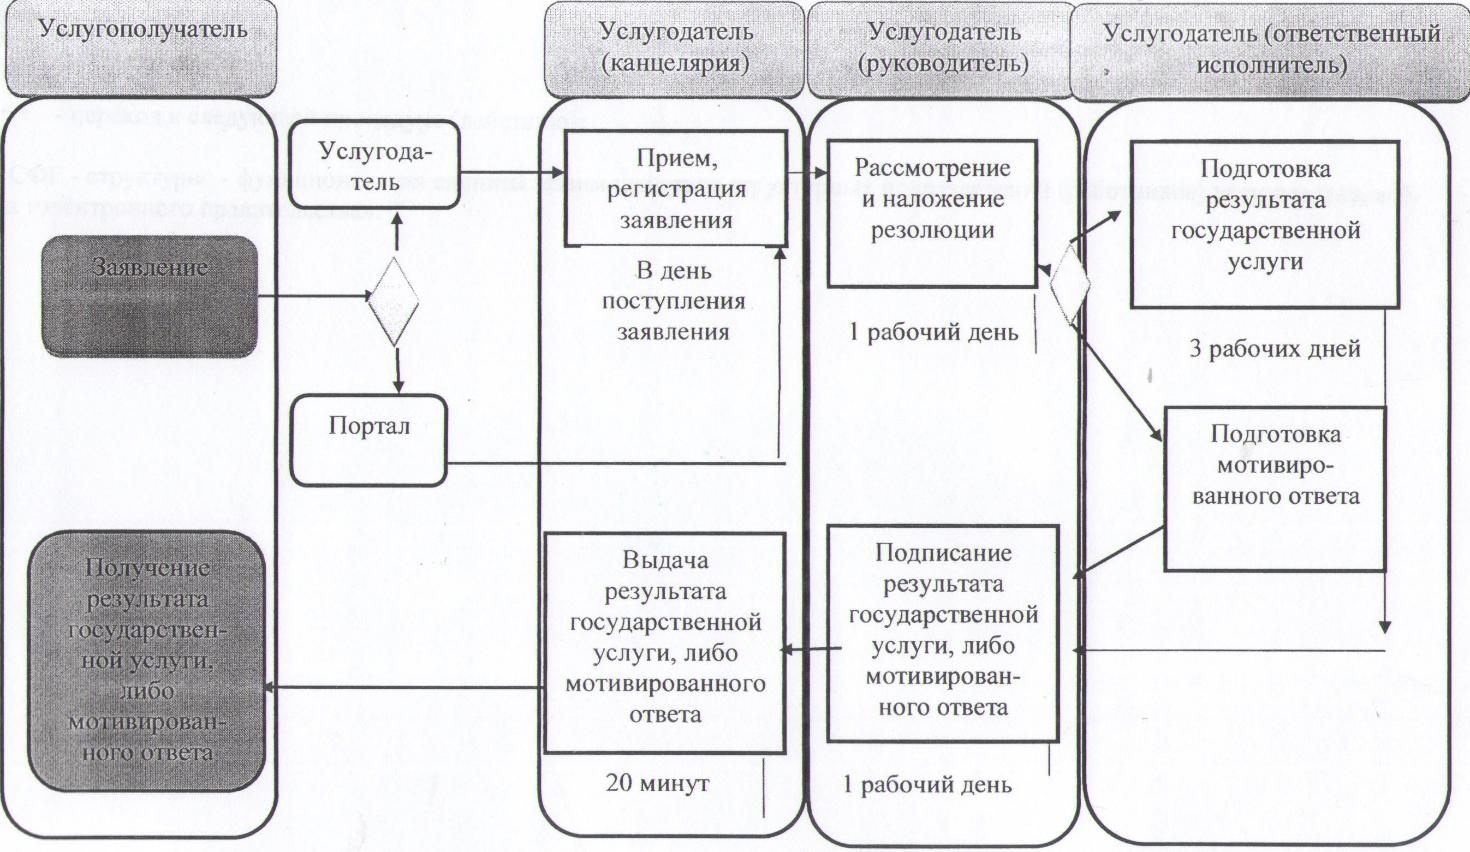 Услугополучатель
Услугодатель
(канцелярия)
Услугодатель
(руководитель)
Услугодатель (ответственный
исполнитель)
Заявление
Услугода-
тель
Портал
Прием,
регистрация
заявления
В день
поступления
заявления
Рассмотрение
и наложение
резолюции
1 рабочий день
Подготовка
результата
государственной
услуги
3 рабочих дней
Подготовка
мотивиро-
ванного ответа
Подписание
результата
государственной
услуги, либо
мотивирован-
ного ответа
1 рабочий день
Выдача
результата
государственной
услуги, либо
мотивированного
ответа
20 минут
Получение
результата
государствен-
ной услуги,
либо
мотивирован-
ного ответа